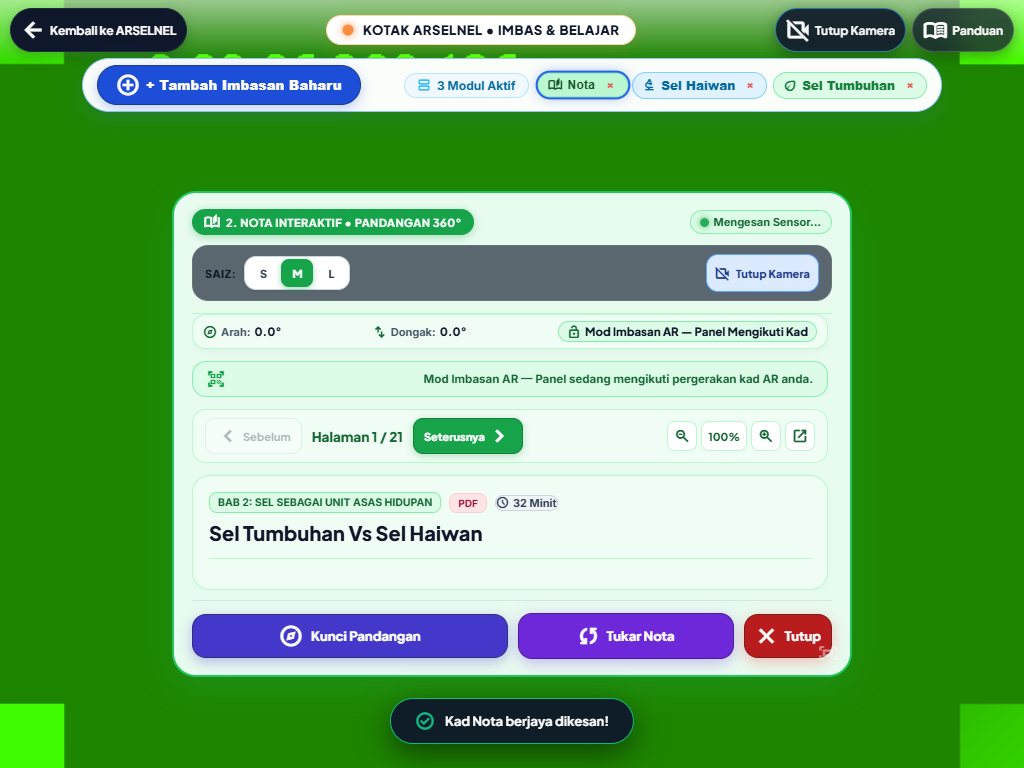 Kembali ke ARSELNEL
KOTAK ARSELNEL • IMBAS & BELAJAR
Tutup Kamera
Panduan
+ Tambah Imbasan Baharu
3 Modul Aktif
Nota ×
Sel Haiwan ×
Sel Tumbuhan ×
2. NOTA INTERAKTIF • PANDANGAN 360°
Mengesan Sensor...
SAIZ: S M L
Tutup Kamera
Arah: 0.0°
Dongak: 0.0°
Mod Imbasan AR — Panel Mengikuti Kad
Mod Imbasan AR — Panel sedang mengikuti pergerakan kad AR anda.
Sebelum
Halaman 1 / 21
Seterusnya
100%
BAB 2: SEL SEBAGAI UNIT ASAS HIDUPAN
PDF
32 Minit
Sel Tumbuhan Vs Sel Haiwan
Kunci Pandangan
Tukar Nota
Tutup
Kad Nota berjaya dikesan!